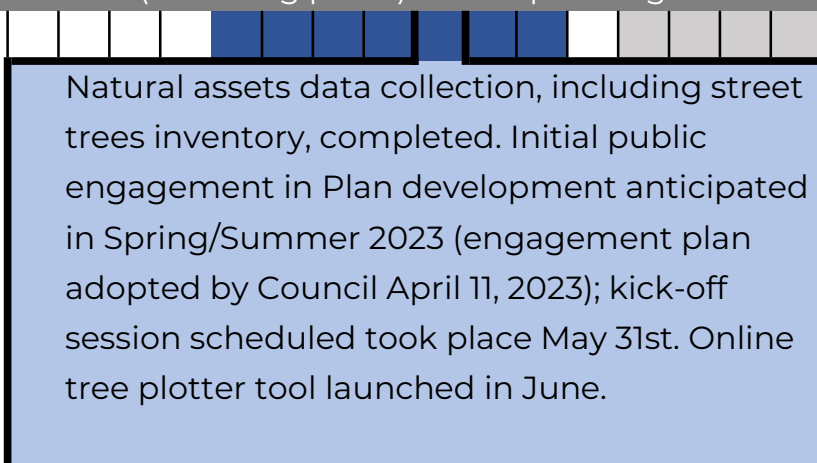 Natural assets data collection, including street
trees inventory, completed. Initial public
engagement in Plan development anticipated
in Spring/Summer 2023 (engagement plan
adopted by Council April 11, 2023); kick-off
session scheduled took place May 31st. Online
tree plotter tool launched in June.